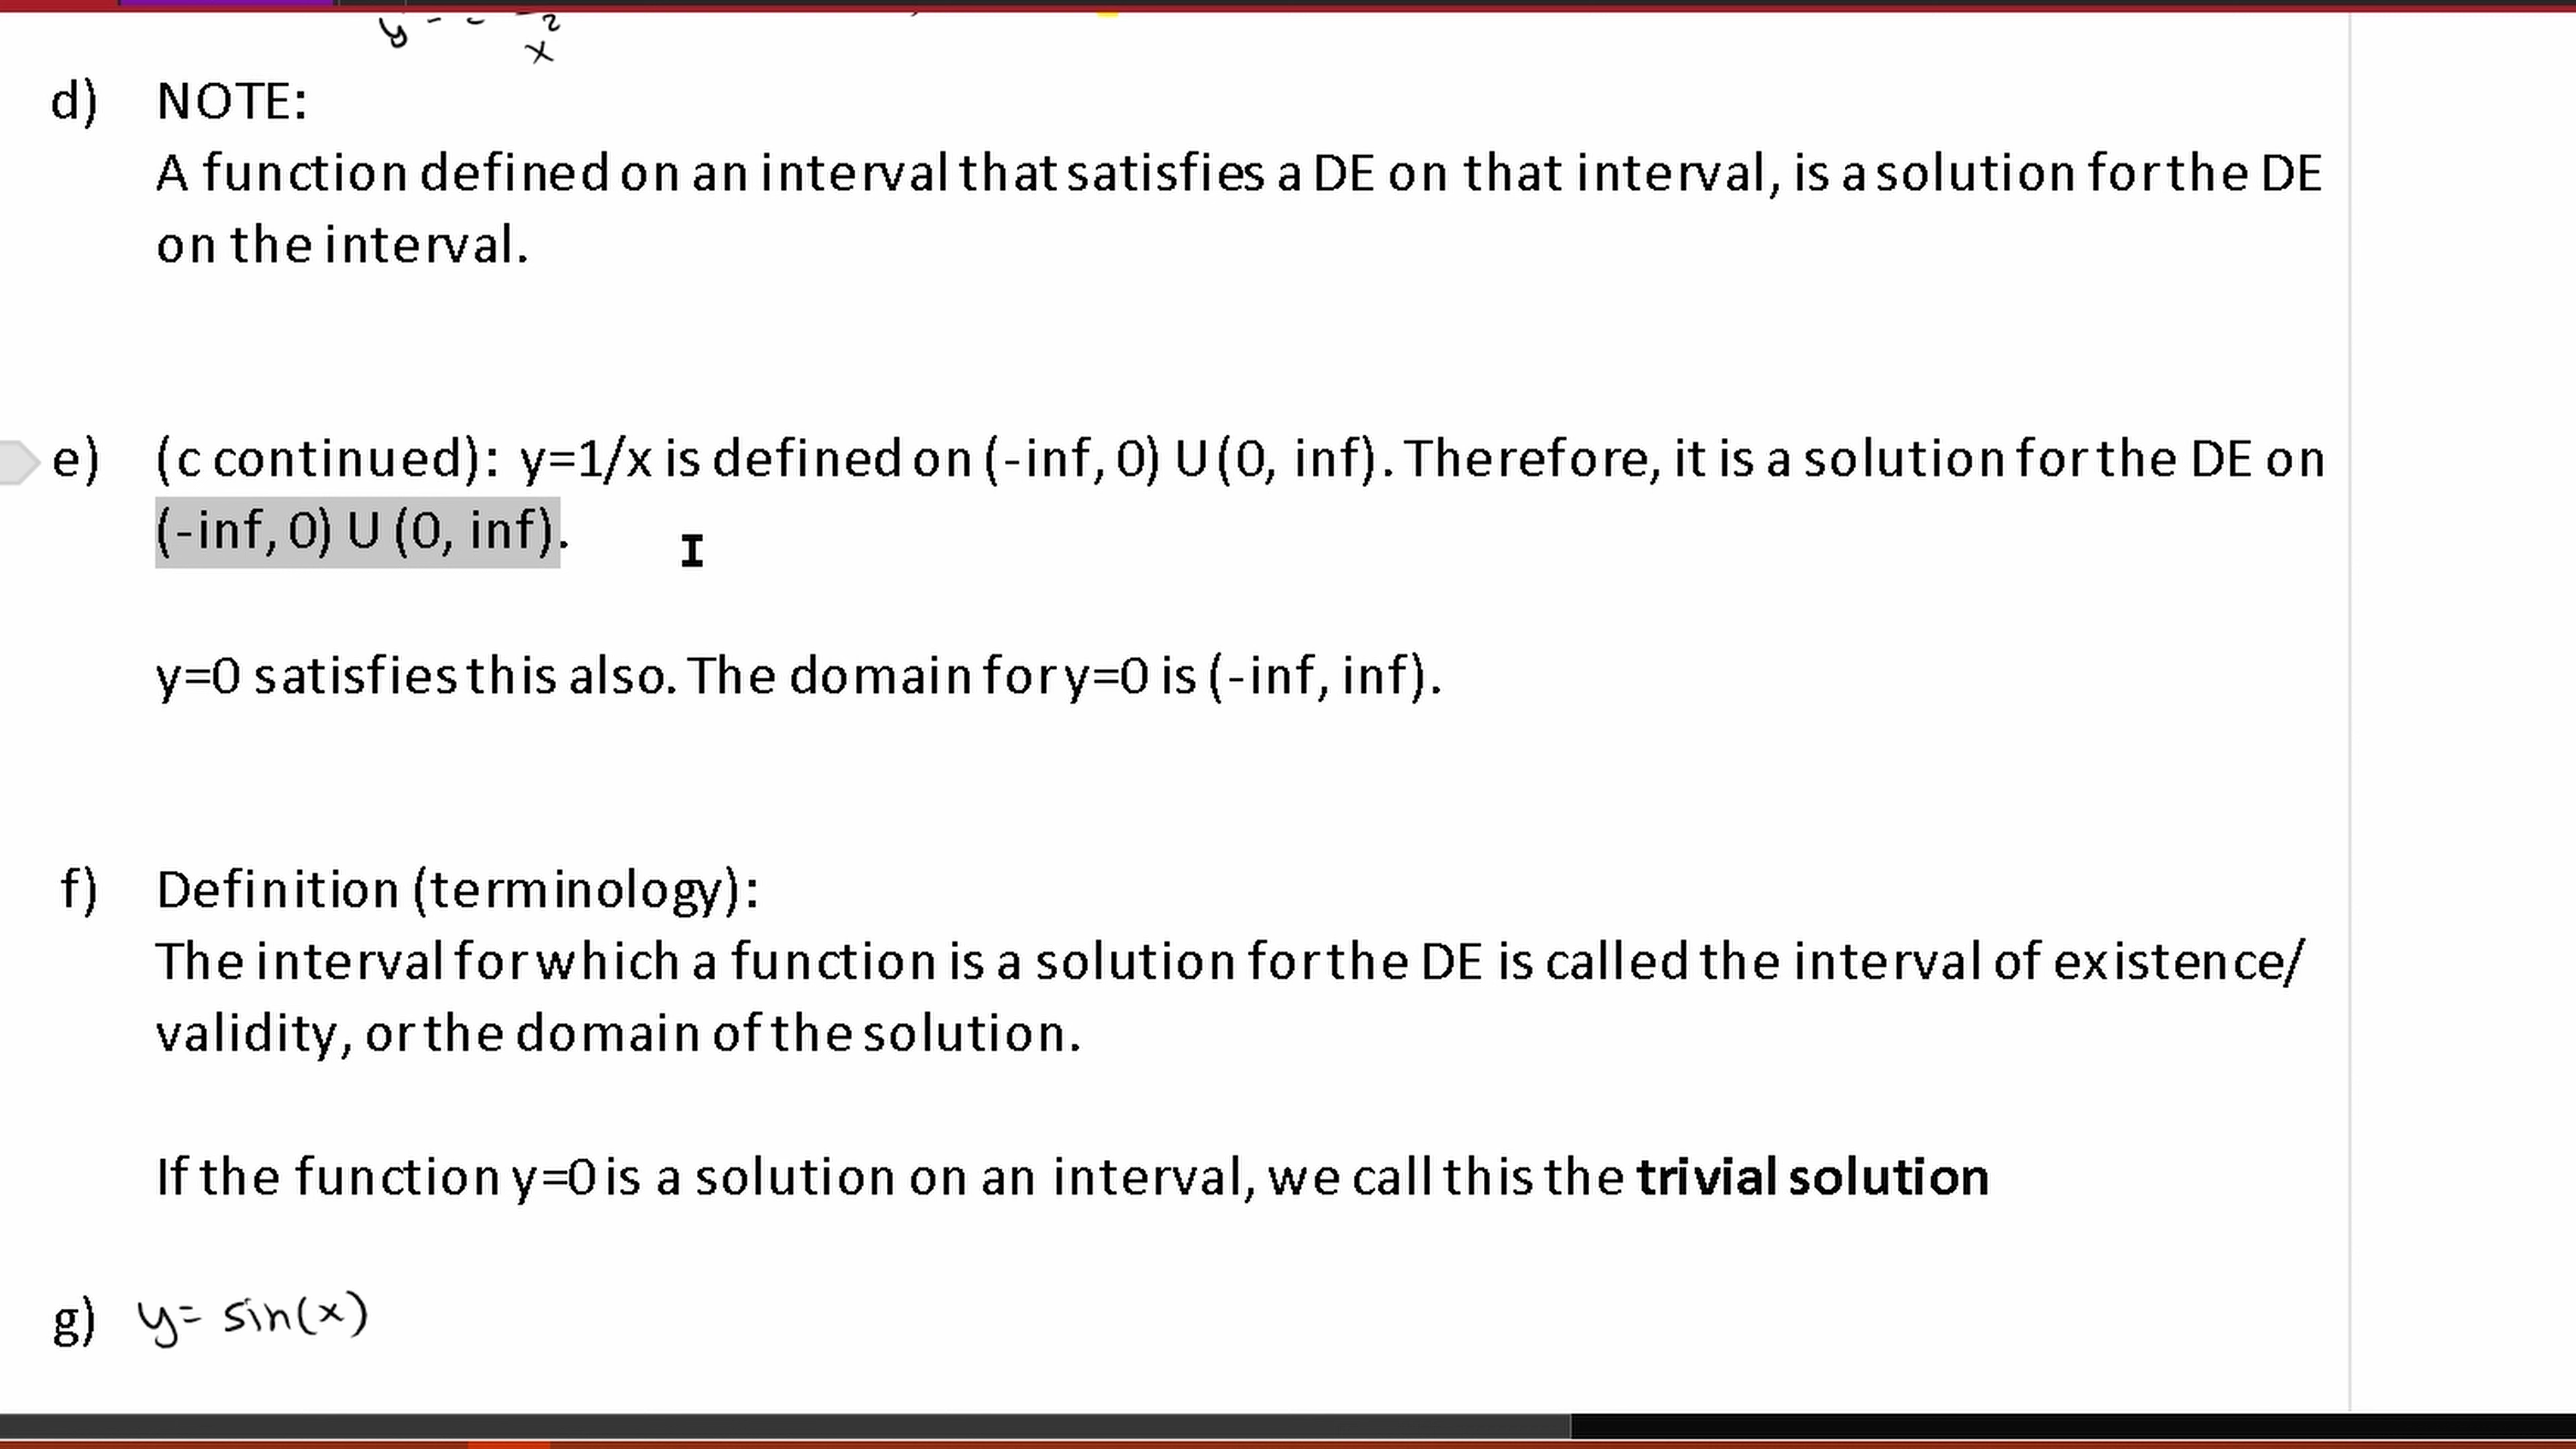 x²
d) NOTE:
A function defined on an interval that satisfies a DE on that interval, is a solution for the DE
on the interval.
e) (c continued): y=1/x is defined on (-inf, 0) U (0, inf). Therefore, it is a solution for the DE on
(-inf, 0) U (0, inf).
y=0 satisfies this also. The domain for y=0 is (-inf, inf).
f) Definition (terminology):
The interval for which a function is a solution for the DE is called the interval of existence/
validity, or the domain of the solution.
If the function y=0 is a solution on an interval, we call this the trivial solution
g) y= sin(x)